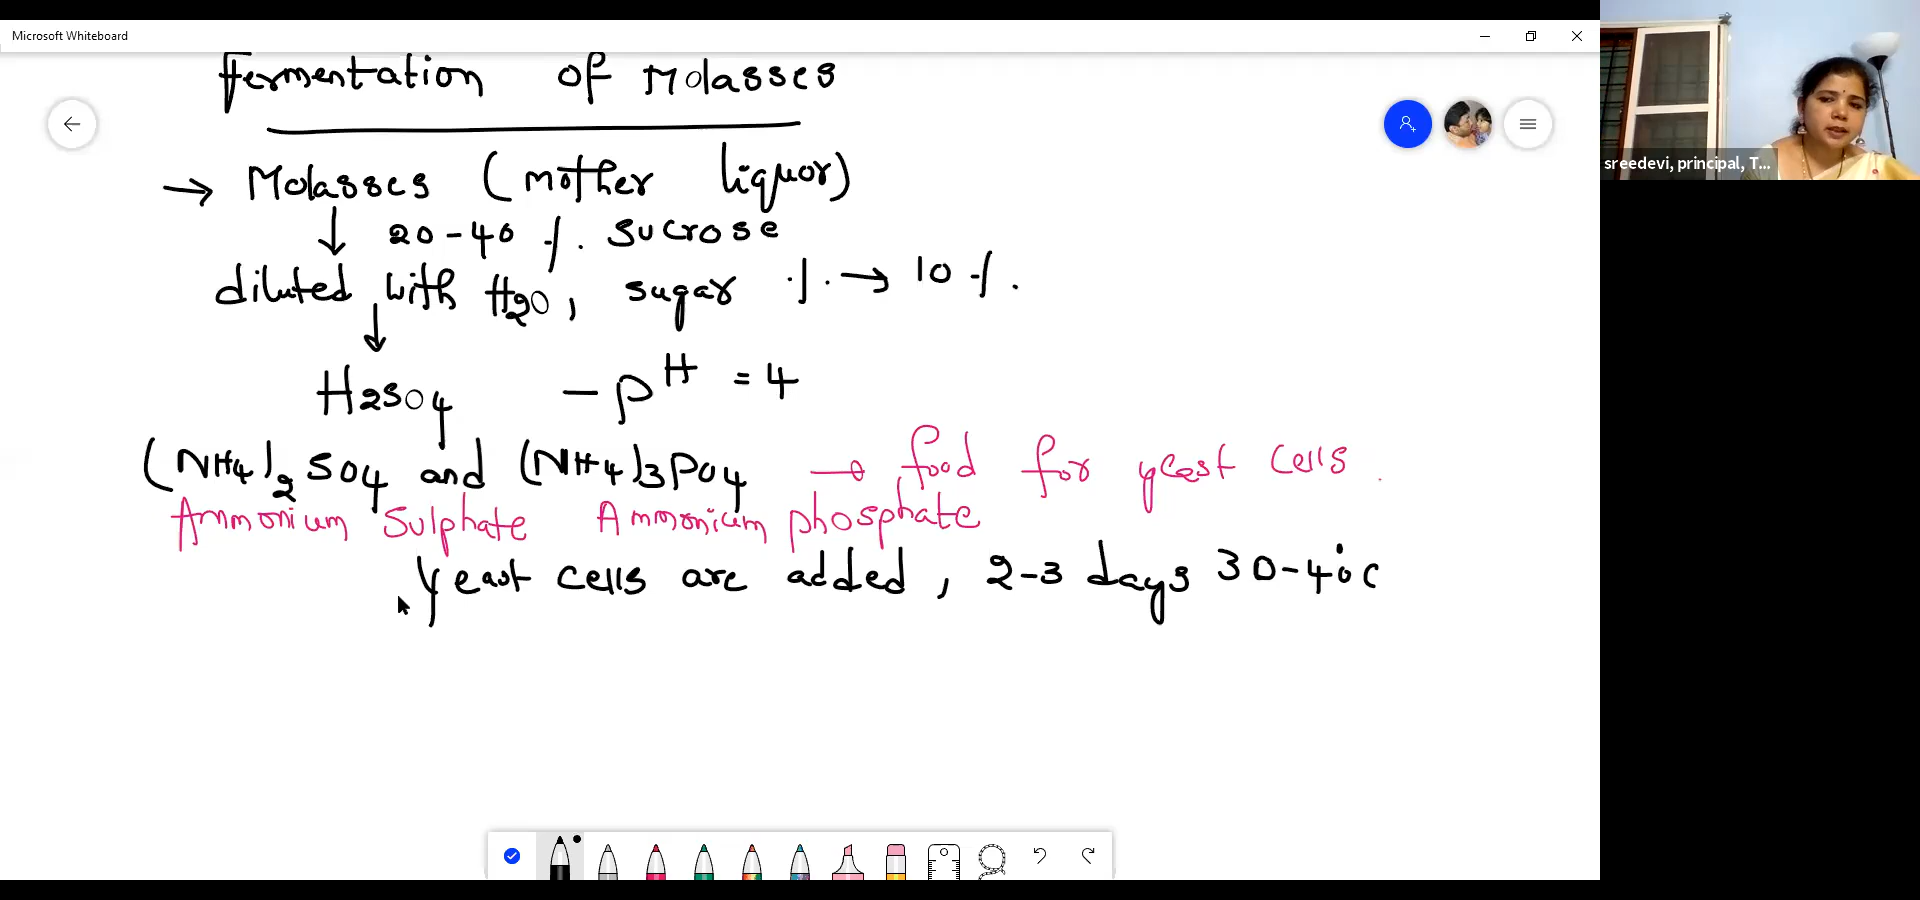 Microsoft Whiteboard
fermentation of Molasses
→ Molasses (mother liquor)
↓ 20-40 %. sucrose
diluted with H2O, sugar % → 10 %.
↓
H2SO4 - pH = 4
(NH4)2SO4 and (NH4)3PO4 → food for yeast cells.
Ammonium Sulphate Ammonium phosphate
Yeast cells are added, 2-3 days 30-40°C
sreedevi, principal, T...